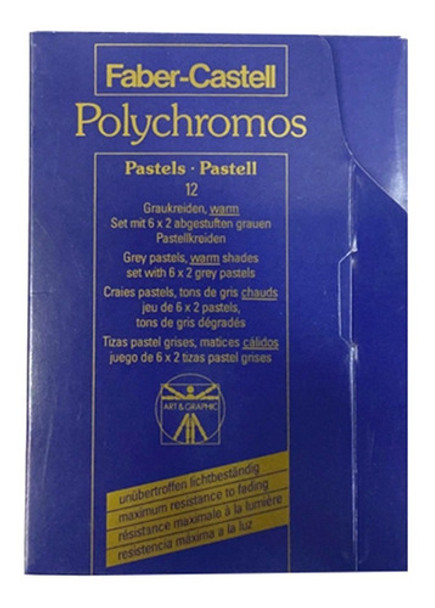 Faber-Castell
Polychromos
Pastels · Pastell
12
Graukreiden, warm
Set mit 6 x 2 abgestuften grauen
Pastellkreiden
Grey pastels, warm shades
set with 6 x 2 grey pastels
Craies pastels, tons de gris chauds
jeu de 6 x 2 pastels,
tons de gris dégradés
Tizas pastel grises, matices cálidos
juego de 6 x 2 tizas pastel grises
ART & GRAPHIC
unübertroffen lichtbeständig
maximum resistance to fading
résistance maximale à la lumière
resistencia máxima a la luz